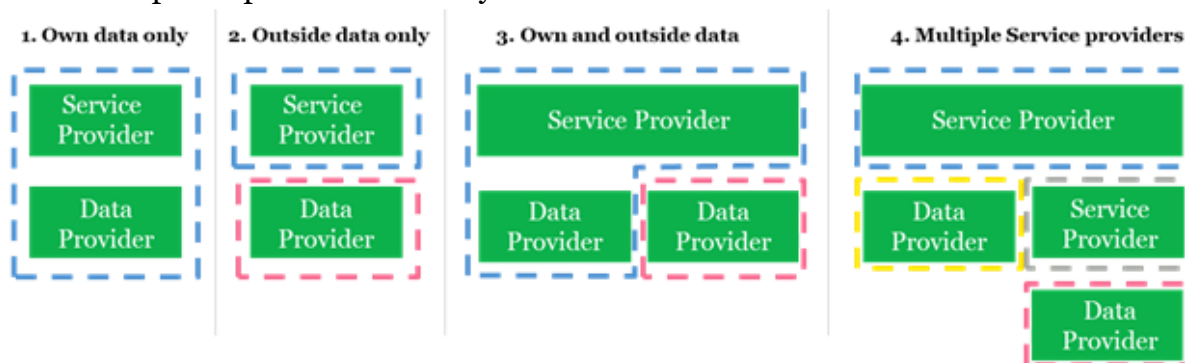 1. Own data only
2. Outside data only
3. Own and outside data
4. Multiple Service providers
Service
Provider
Data
Provider
Service
Provider
Data
Provider
Service Provider
Data
Provider
Data
Provider
Service Provider
Data
Provider
Service
Provider
Data
Provider